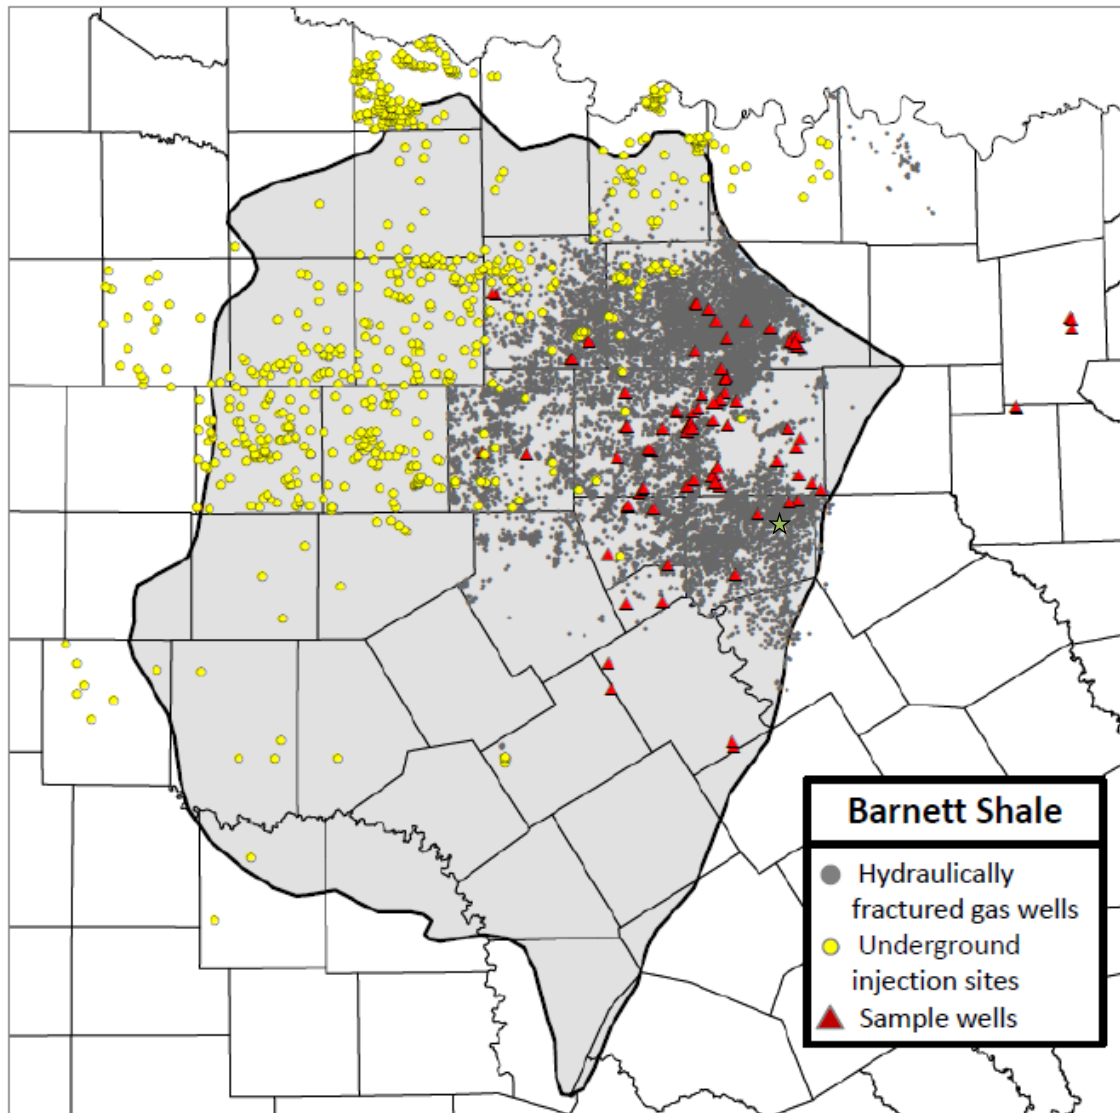 Barnett Shale
Hydraulically
fractured gas wells
Underground
injection sites
Sample wells